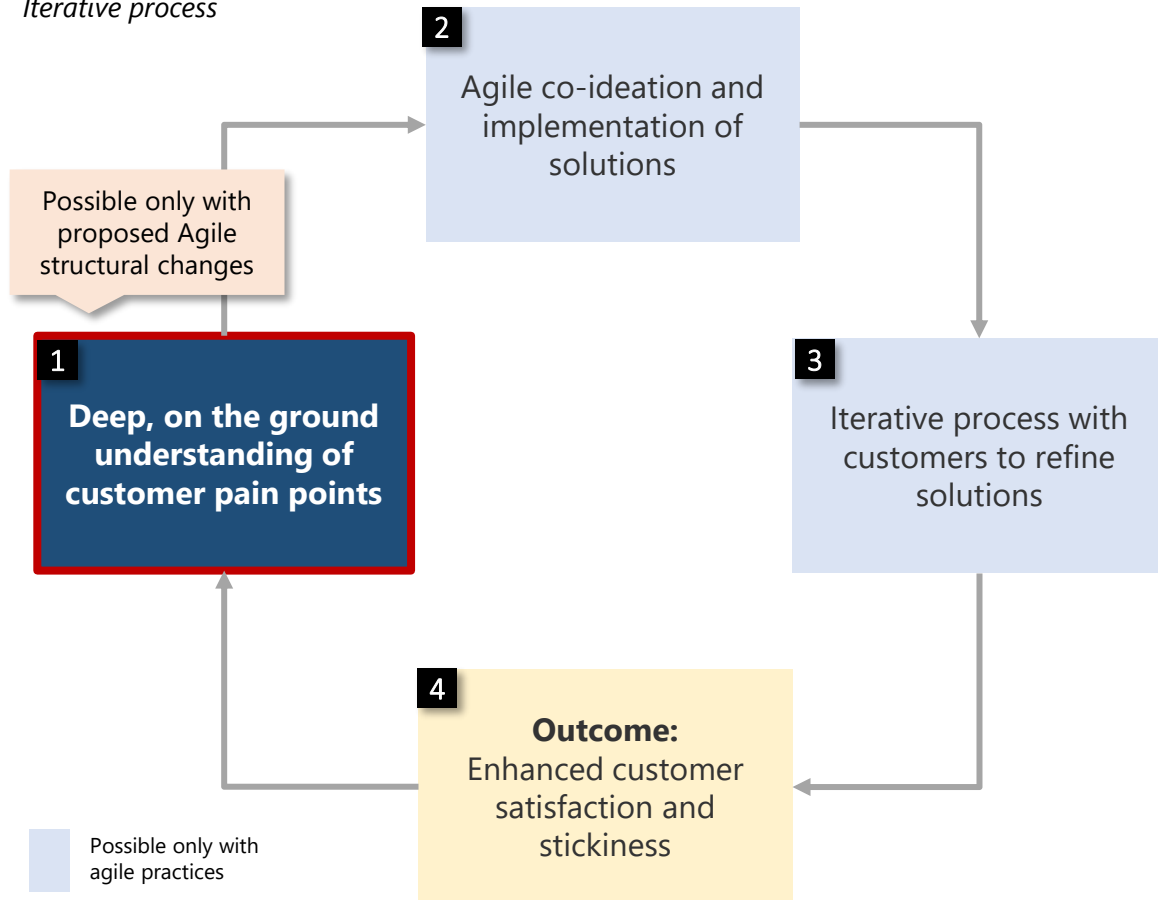 Iterative process
2
Agile co-ideation and
implementation of
solutions
Possible only with
proposed Agile
structural changes
1
Deep, on the ground
understanding of
customer pain points
3
Iterative process with
customers to refine
solutions
4
Outcome:
Enhanced customer
satisfaction and
stickiness
Possible only with
agile practices